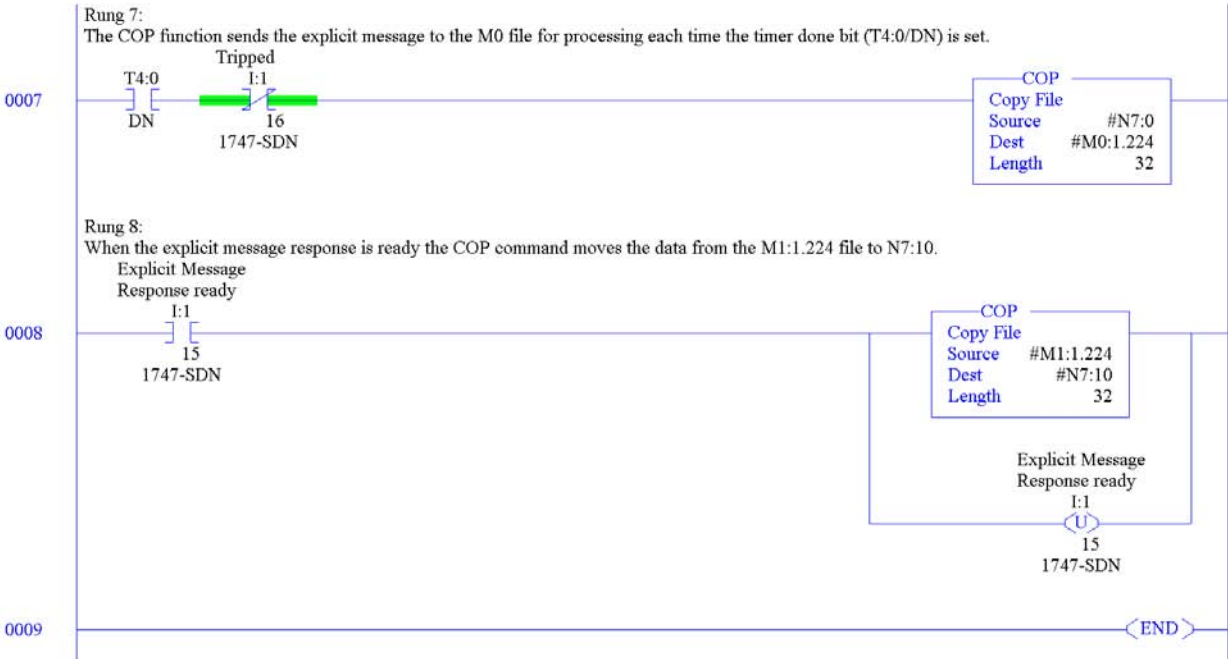 Rung 7:
The COP function sends the explicit message to the M0 file for processing each time the timer done bit (T4:0/DN) is set.
Tripped
T4:0 I:1
0007
DN 16
1747-SDN
COP
Copy File
Source #N7:0
Dest #M0:1.224
Length 32
Rung 8:
When the explicit message response is ready the COP command moves the data from the M1:1.224 file to N7:10.
Explicit Message
Response ready
I:1
0008
15
1747-SDN
COP
Copy File
Source #M1:1.224
Dest #N7:10
Length 32
Explicit Message
Response ready
I:1
U
15
1747-SDN
0009
END